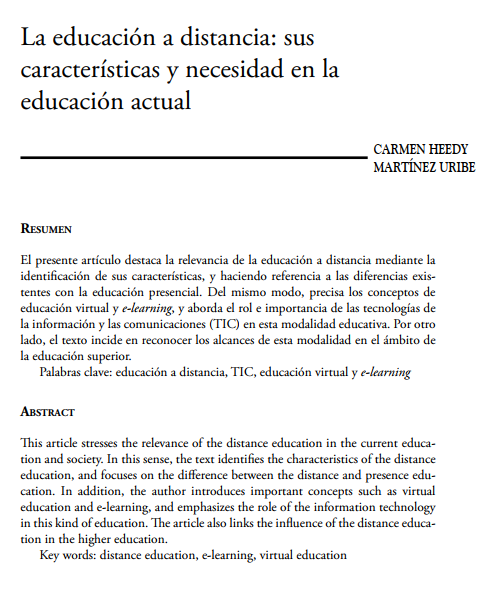 La educación a distancia: sus
características y necesidad en la
educación actual
CARMEN HEEDY
MARTÍNEZ URIBE
RESUMEN
El presente artículo destaca la relevancia de la educación a distancia mediante la
identificación de sus características, y haciendo referencia a las diferencias exis-
tentes con la educación presencial. Del mismo modo, precisa los conceptos de
educación virtual y e-learning, y aborda el rol e importancia de las tecnologías de
la información y las comunicaciones (TIC) en esta modalidad educativa. Por otro
lado, el texto incide en reconocer los alcances de esta modalidad en el ámbito de
la educación superior.
Palabras clave: educación a distancia, TIC, educación virtual y e-learning
ABSTRACT
This article stresses the relevance of the distance education in the current educa-
tion and society. In this sense, the text identifies the characteristics of the distance
education, and focuses on the difference between the distance and presence edu-
cation. In addition, the author introduces important concepts such as virtual
education and e-learning, and emphasizes the role of the information technology
in this kind of education. The article also links the influence of the distance educa-
tion in the higher education.
Key words: distance education, e-learning, virtual education